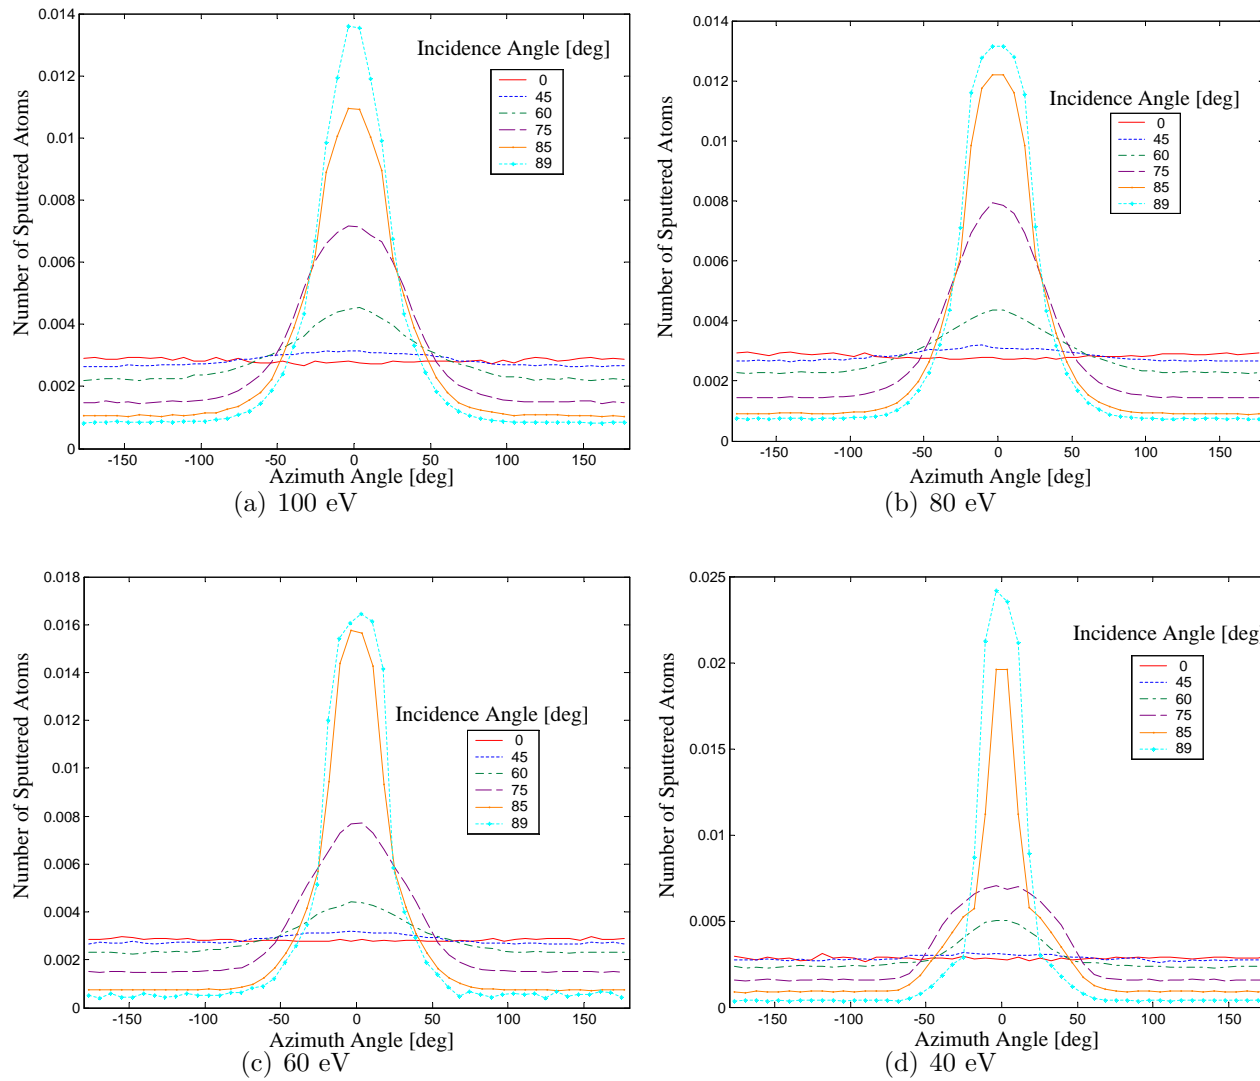 0.014
0.012
0.01
0.008
0.006
0.004
0.002
0
Number of Sputtered Atoms
Incidence Angle [deg]
0
45
60
75
85
89
-150 -100 -50 0 50 100 150
Azimuth Angle [deg]
(a) 100 eV
0.014
0.012
0.01
0.008
0.006
0.004
0.002
0
Number of Sputtered Atoms
Incidence Angle [deg]
0
45
60
75
85
89
-150 -100 -50 0 50 100 150
Azimuth Angle [deg]
(b) 80 eV
0.018
0.016
0.014
0.012
0.01
0.008
0.006
0.004
0.002
0
Number of Sputtered Atoms
Incidence Angle [deg]
0
45
60
75
85
89
-150 -100 -50 0 50 100 150
Azimuth Angle [deg]
(c) 60 eV
0.025
0.02
0.015
0.01
0.005
0
Number of Sputtered Atoms
Incidence Angle [deg
0
45
60
75
85
89
-150 -100 -50 0 50 100 150
Azimuth Angle [deg]
(d) 40 eV